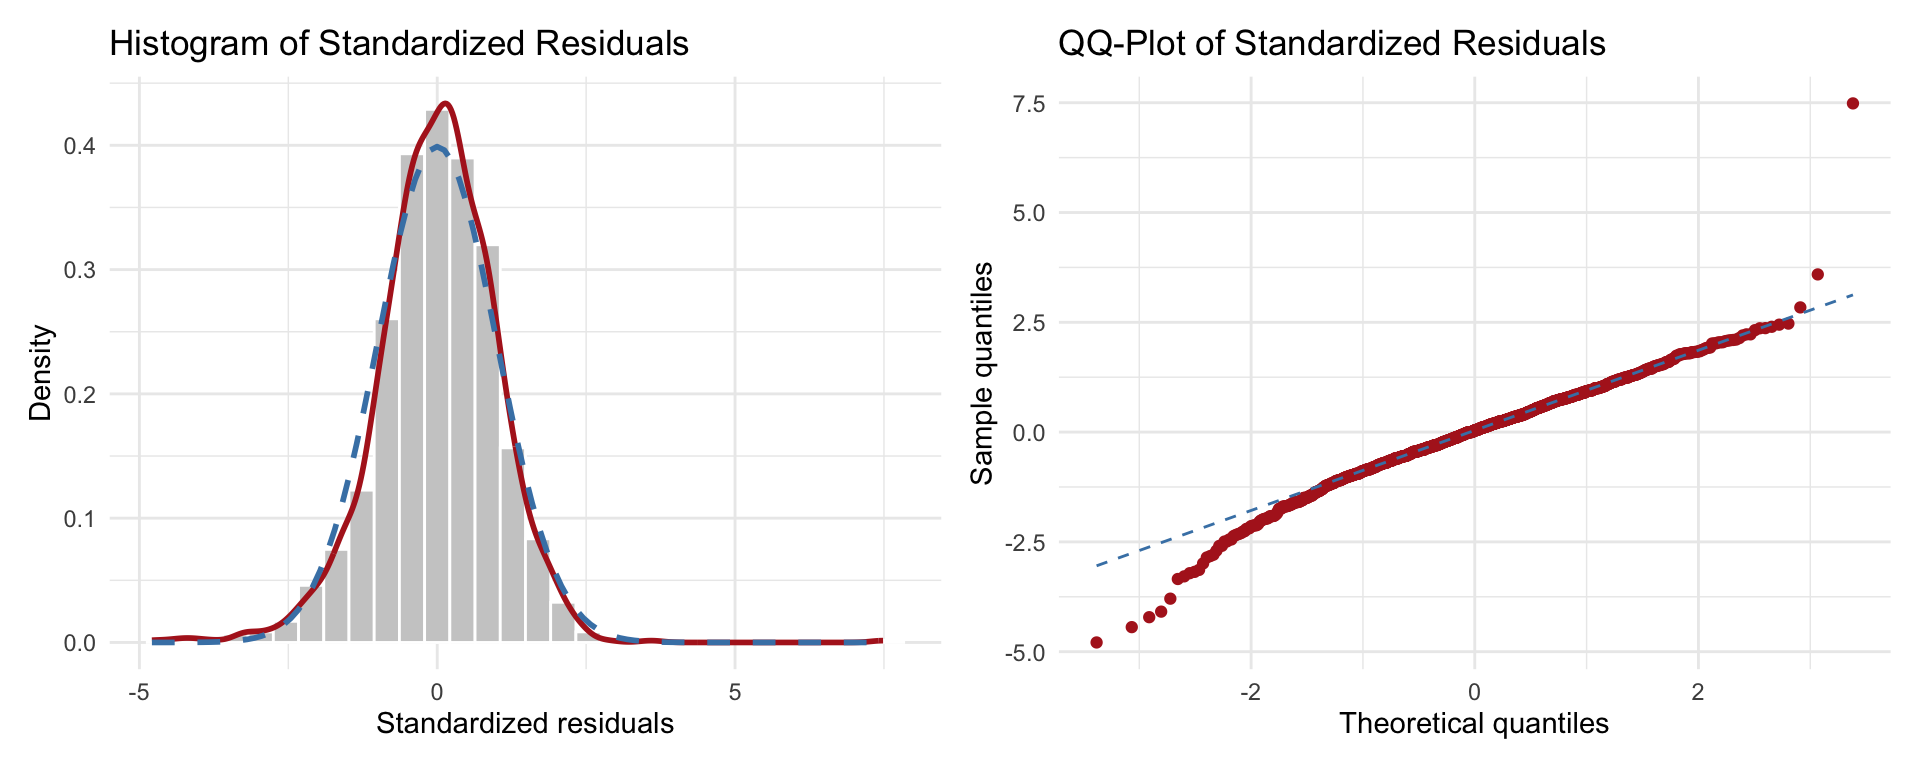 Histogram of Standardized Residuals
Density
0.4
0.3
0.2
0.1
0.0
-5
0
5
Standardized residuals
QQ-Plot of Standardized Residuals
Sample quantiles
7.5
5.0
2.5
0.0
-2.5
-5.0
-2
0
2
Theoretical quantiles